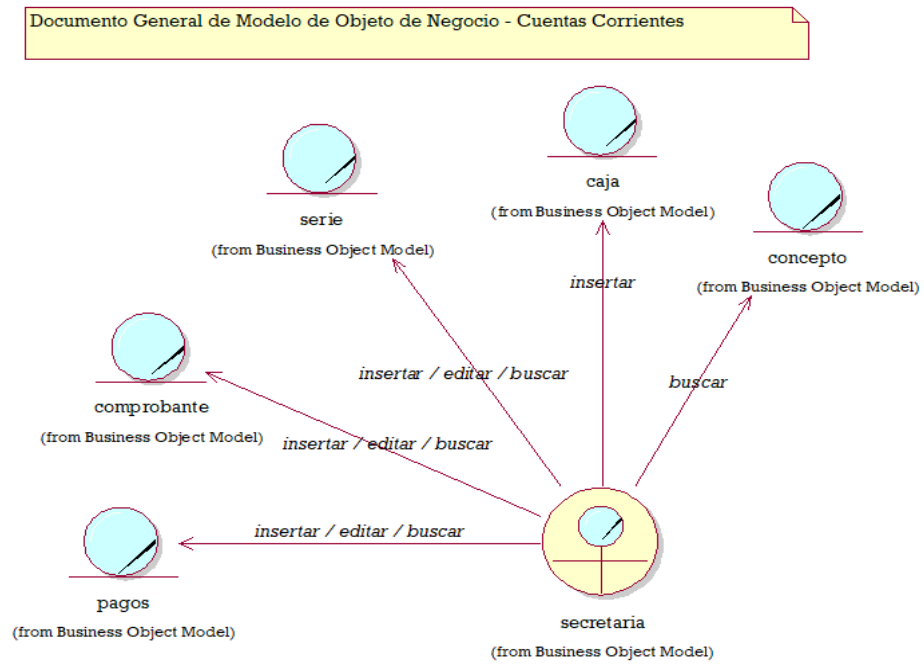 Documento General de Modelo de Objeto de Negocio - Cuentas Corrientes
caja
(from Business Object Model)
serie
(from Business Object Model)
concepto
(from Business Object Model)
insertar
insertar / editar / buscar
buscar
comprobante
(from Business Object Model)
insertar / editar / buscar
insertar / editar / buscar
pagos
(from Business Object Model)
secretaria
(from Business Object Model)